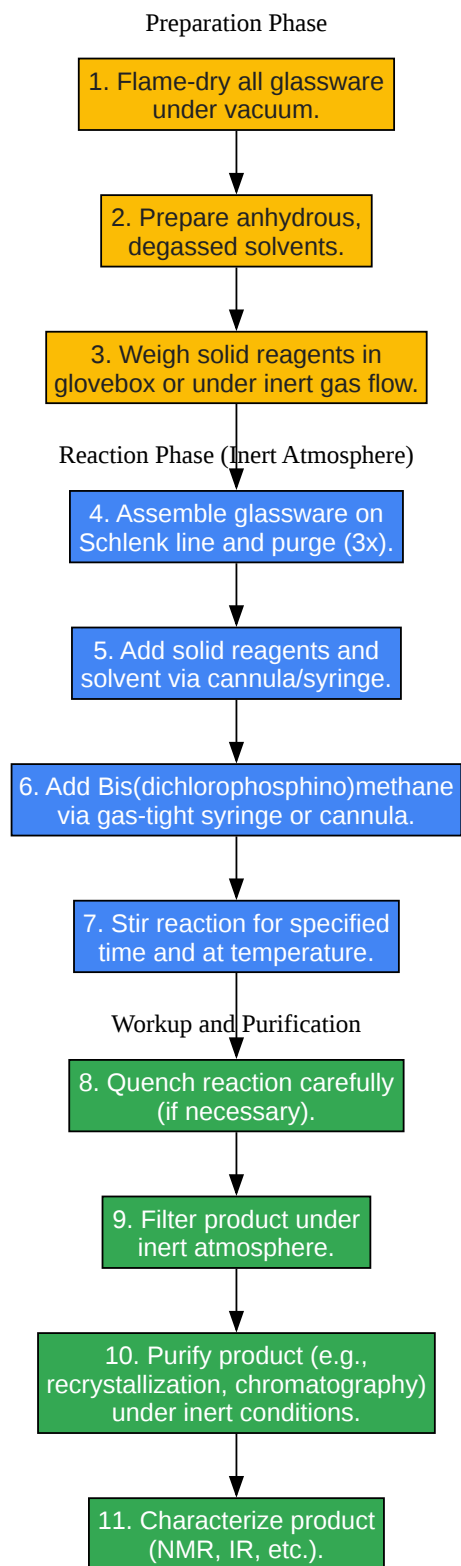 Preparation Phase
1. Flame-dry all glassware
under vacuum.
2. Prepare anhydrous,
degassed solvents.
3. Weigh solid reagents in
glovebox or under inert gas flow.
Reaction Phase (Inert Atmosphere)
4. Assemble glassware on
Schlenk line and purge (3x).
5. Add solid reagents and
solvent via cannula/syringe.
6. Add Bis(dichlorophosphino)methane
via gas-tight syringe or cannula.
7. Stir reaction for specified
time and at temperature.
Workup and Purification
8. Quench reaction carefully
(if necessary).
9. Filter product under
inert atmosphere.
10. Purify product (e.g.,
recrystallization, chromatography)
under inert conditions.
11. Characterize product
(NMR, IR, etc.).